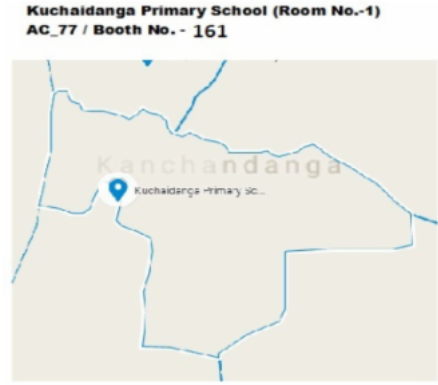 Kuchaidanga Primary School (Room No.-1)
AC_77 / Booth No. - 161
Kanchandanga
Kuchaidanga Primary Sc...